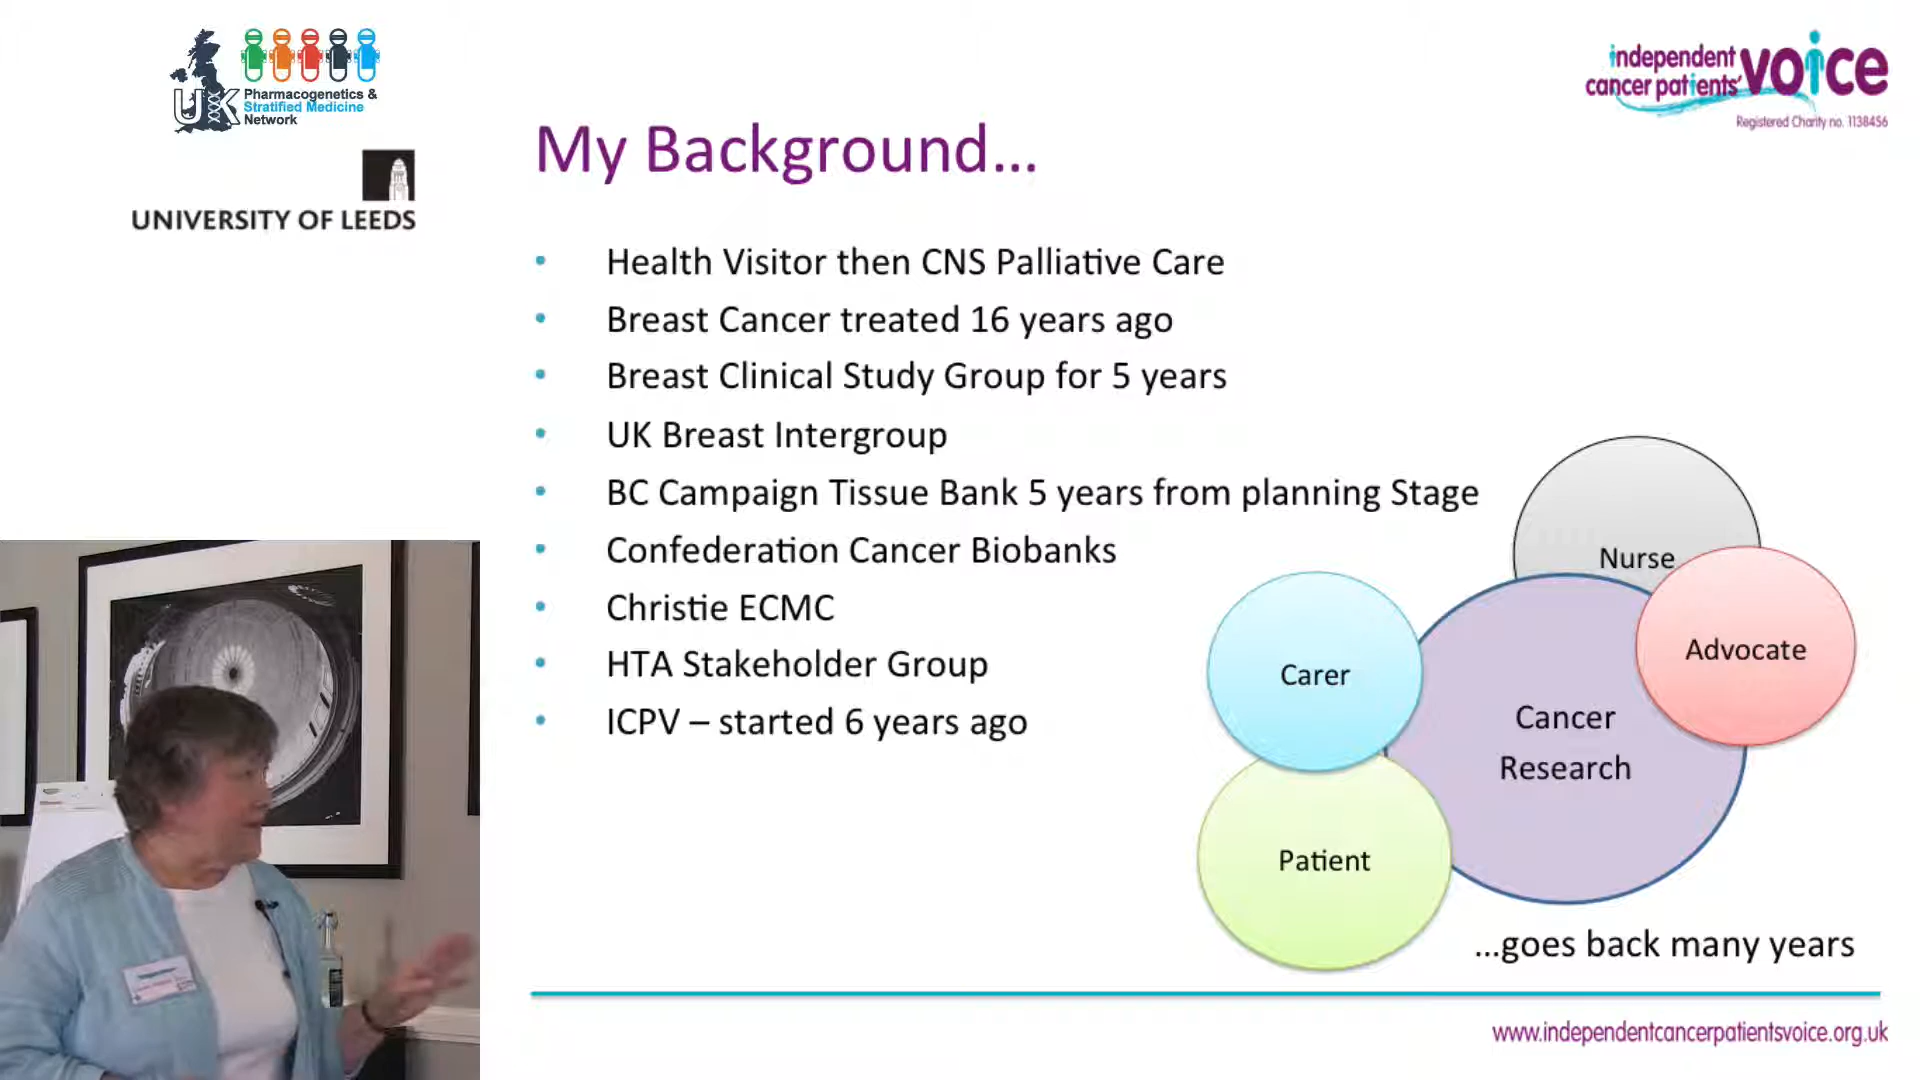 UK
Pharmacogenetics &
Stratified Medicine
Network
UNIVERSITY OF LEEDS
independent
cancer patients'
voice
Registered Charity no. 1138456
My Background...
• Health Visitor then CNS Palliative Care
• Breast Cancer treated 16 years ago
• Breast Clinical Study Group for 5 years
• UK Breast Intergroup
• BC Campaign Tissue Bank 5 years from planning Stage
• Confederation Cancer Biobanks
• Christie ECMC
• HTA Stakeholder Group
• ICPV – started 6 years ago
Nurse
Advocate
Carer
Cancer
Research
Patient
...goes back many years
www.independentcancerpatientsvoice.org.uk